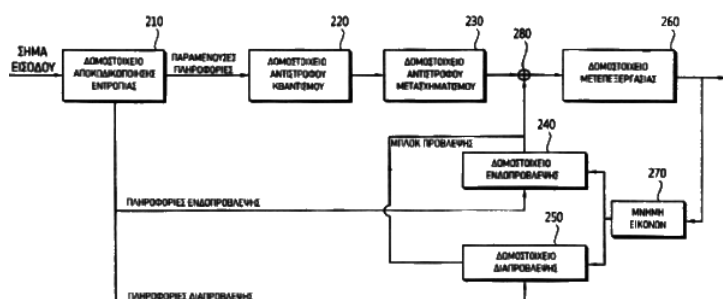 210
220
230
260
ΣΗΜΑ
ΕΙΣΟΔΟΥ
ΔΟΜΟΣΤΟΙΧΕΙΟ
ΑΠΟΚΩΔΙΚΟΠΟΙΗΣΗΣ
ΕΝΤΡΟΠΙΑΣ
ΠΑΡΑΜΕΝΟΥΣΕΣ
ΠΛΗΡΟΦΟΡΙΕΣ
ΔΟΜΟΣΤΟΙΧΕΙΟ
ΑΝΤΙΣΤΡΟΦΟΥ
ΚΒΑΝΤΙΣΜΟΥ
ΔΟΜΟΣΤΟΙΧΕΙΟ
ΑΝΤΙΣΤΡΟΦΟΥ
ΜΕΤΑΣΧΗΜΑΤΙΣΜΟΥ
280
ΔΟΜΟΣΤΟΙΧΕΙΟ
ΜΕΤΕΠΕΞΕΡΓΑΣΙΑΣ
ΜΠΛΟΚ ΠΡΟΒΛΕΨΗΣ
240
ΔΟΜΟΣΤΟΙΧΕΙΟ
ΕΝΔΟΠΡΟΒΛΕΨΗΣ
270
ΜΝΗΜΗ
ΕΙΚΟΝΩΝ
ΠΛΗΡΟΦΟΡΙΕΣ ΕΝΔΟΠΡΟΒΛΕΨΗΣ
250
ΔΟΜΟΣΤΟΙΧΕΙΟ
ΔΙΑΠΡΟΒΛΕΨΗΣ
ΠΛΗΡΟΦΟΡΙΕΣ ΔΙΑΠΡΟΒΛΕΨΗΣ